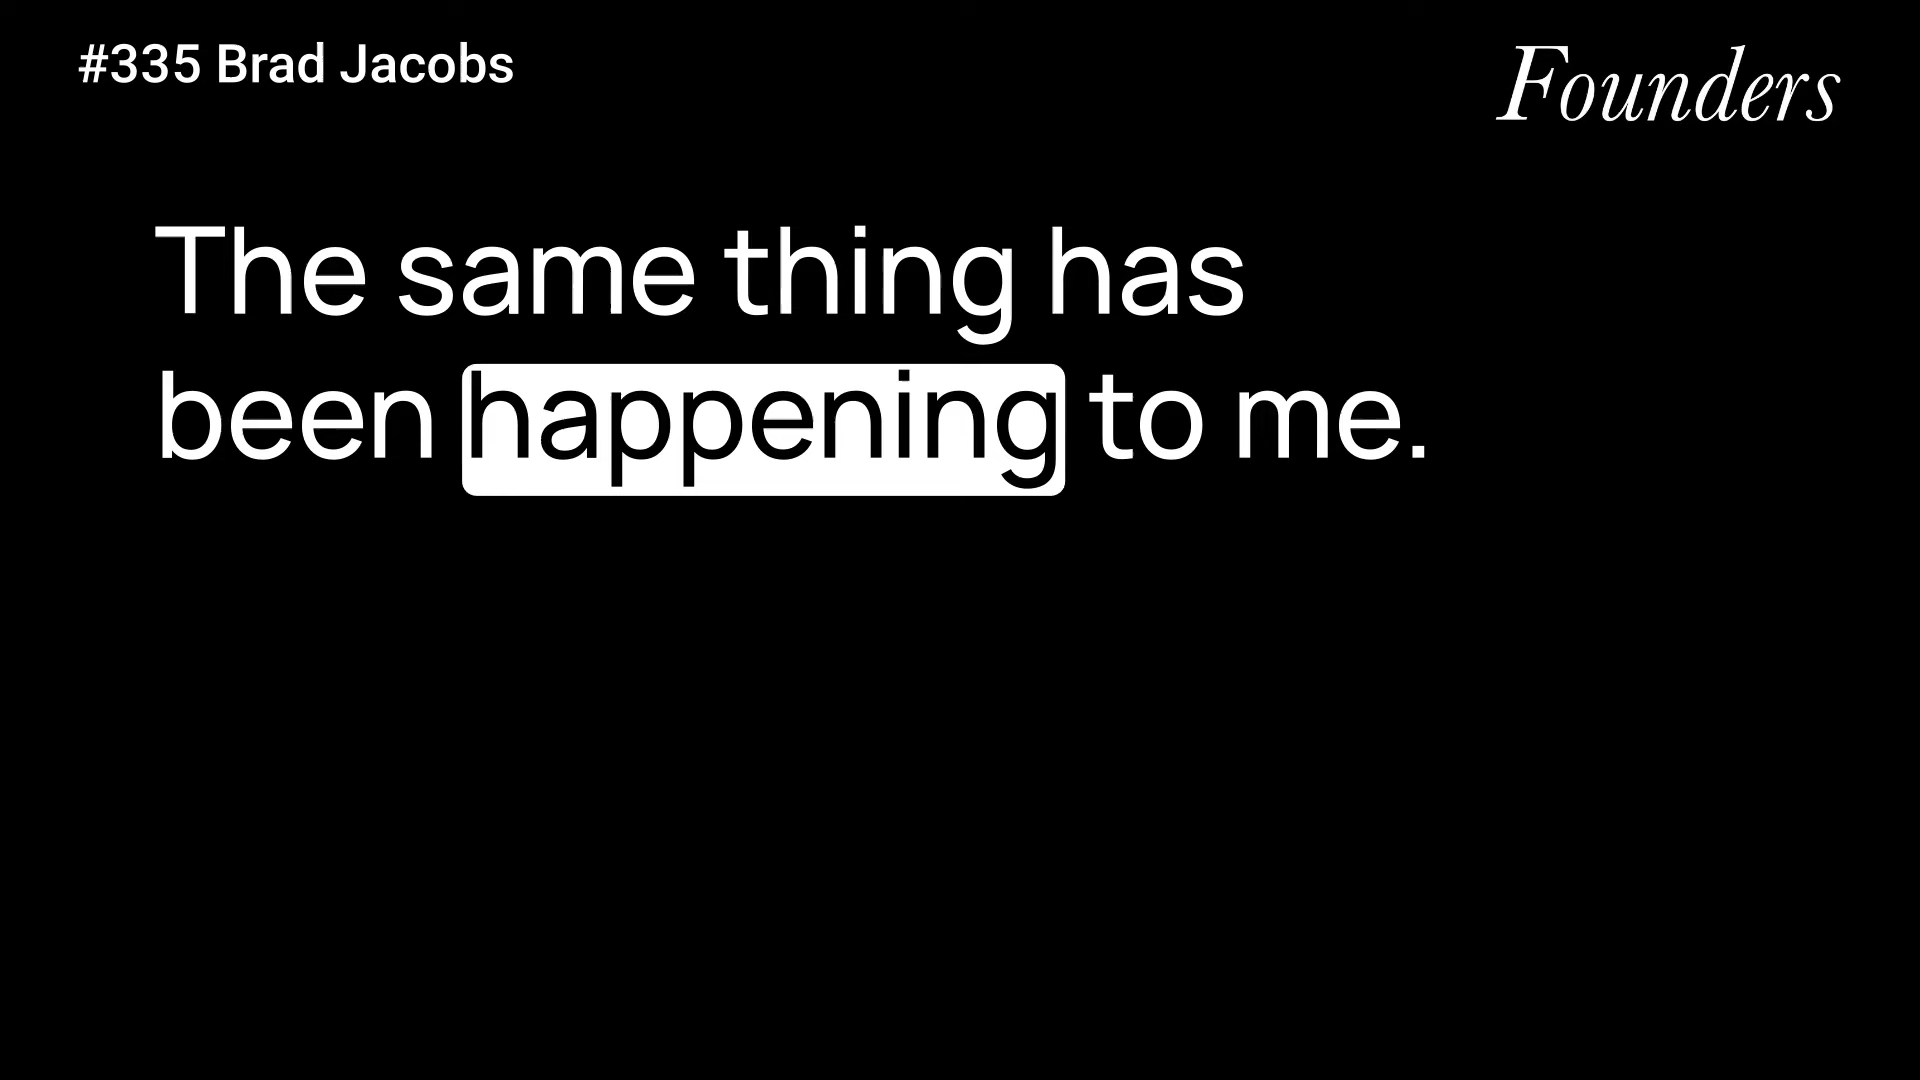 #335 Brad Jacobs
Founders
The same thing has
been happening to me.